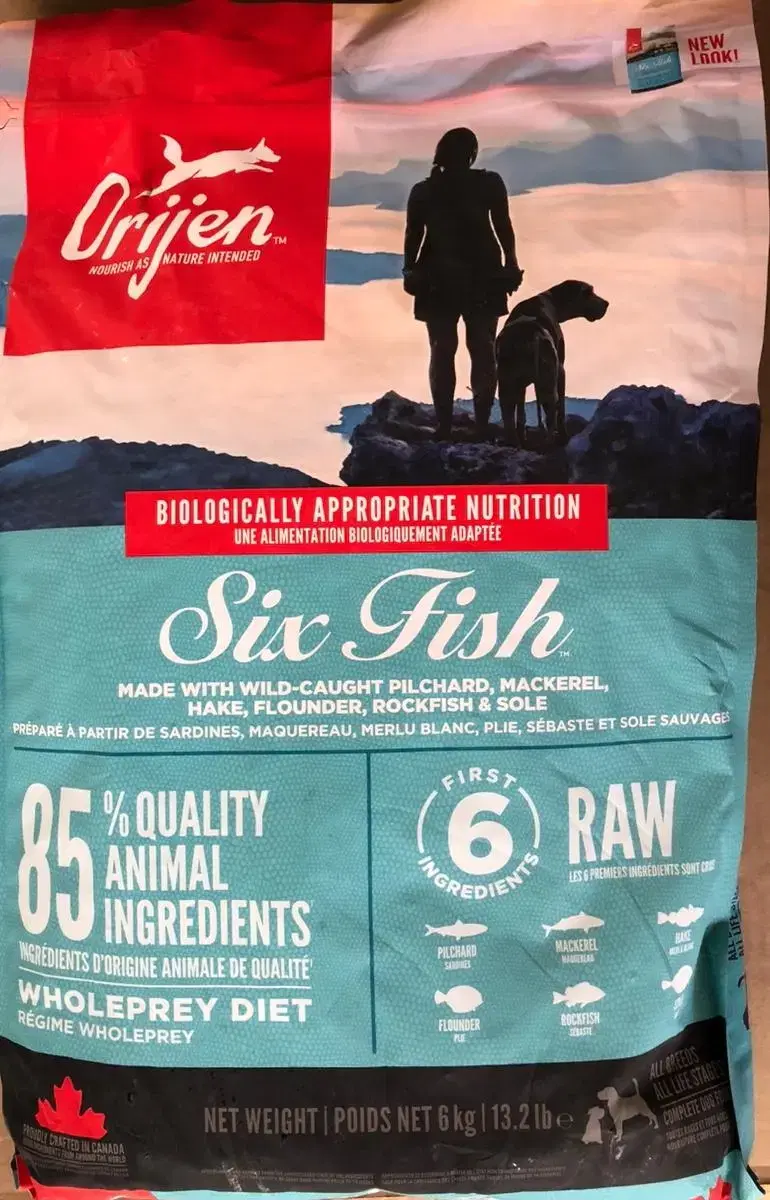 NEW
LOOK!
Orijen™
NOURISH AS NATURE INTENDED
BIOLOGICALLY APPROPRIATE NUTRITION
UNE ALIMENTATION BIOLOGIQUEMENT ADAPTÉE
Six Fish™
MADE WITH WILD-CAUGHT PILCHARD, MACKEREL,
HAKE, FLOUNDER, ROCKFISH & SOLE
PRÉPARÉ À PARTIR DE SARDINES, MAQUEREAU, MERLU BLANC, PLIE, SÉBASTE ET SOLE SAUVAGES
85% QUALITY
ANIMAL
INGREDIENTS
INGRÉDIENTS D'ORIGINE ANIMALE DE QUALITÉ
WHOLEPREY DIET
RÉGIME WHOLEPREY
FIRST
6
INGREDIENTS
RAW
LES 6 PREMIERS INGRÉDIENTS SONT CRUS
PILCHARD
SARDINES
MACKEREL
MAQUEREAU
HAKE
FLOUNDER
PLIE
ROCKFISH
SÉBASTE
PROUDLY CRAFTED IN CANADA
NET WEIGHT | POIDS NET 6 kg | 13.2 lb e
ALL BREEDS
ALL LIFE STAGES
COMPLETE DOG